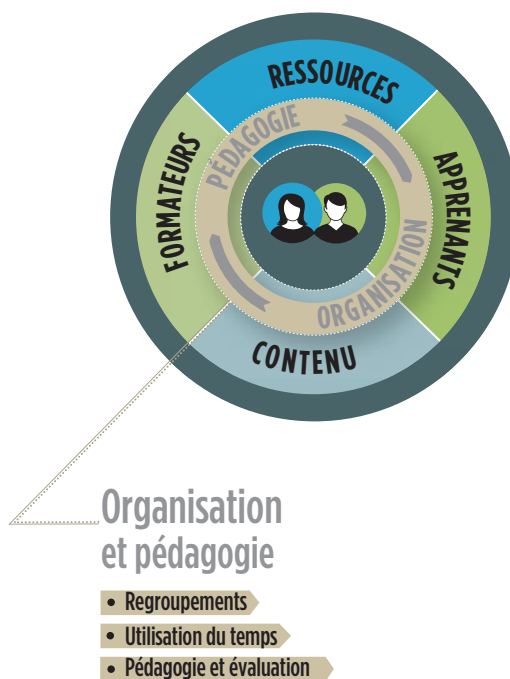 RESSOURCES
PÉDAGOGIE
FORMATEURS
APPRENANTS
ORGANISATION
CONTENU
Organisation
et pédagogie
• Regroupements
• Utilisation du temps
• Pédagogie et évaluation